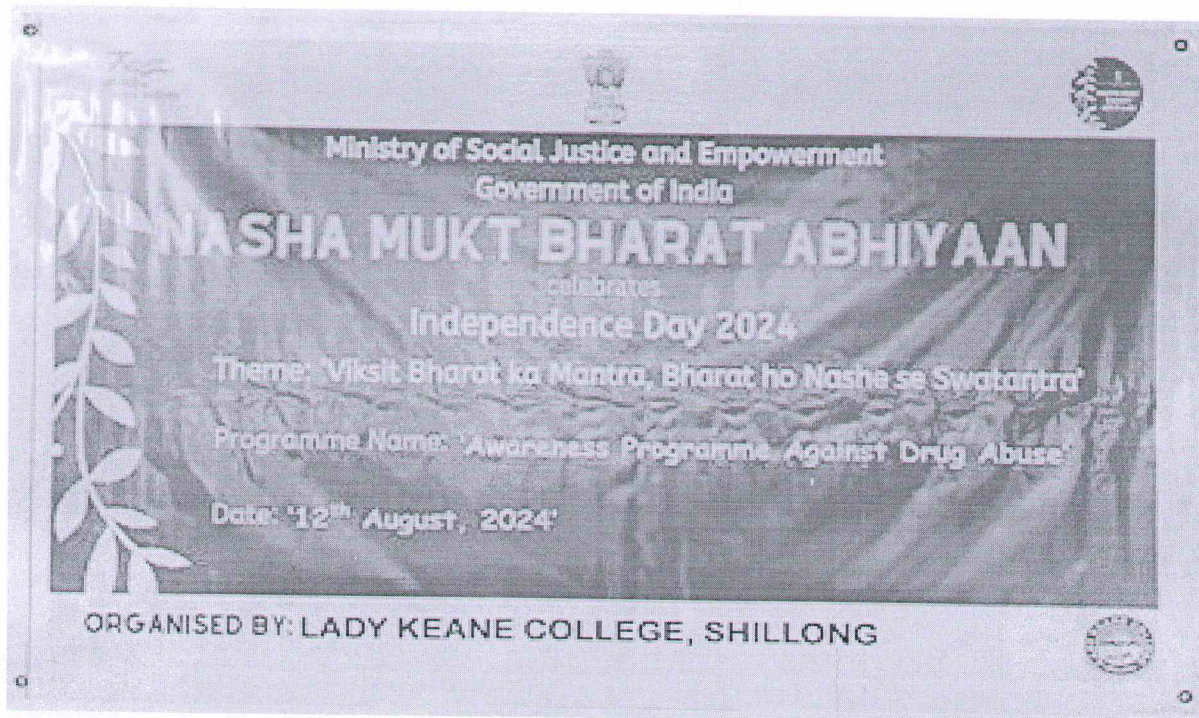 Ministry of Social Justice and Empowerment
Government of India
NASHA MUKT BHARAT ABHIYAAN
celebrates
Independence Day 2024
Theme: 'Viksit Bharat ka Mantra, Bharat ho Nashe se Swatantra'
Programme Name: 'Awareness Programme Against Drug Abuse'
Date: '12th August, 2024'
ORGANISED BY: LADY KEANE COLLEGE, SHILLONG